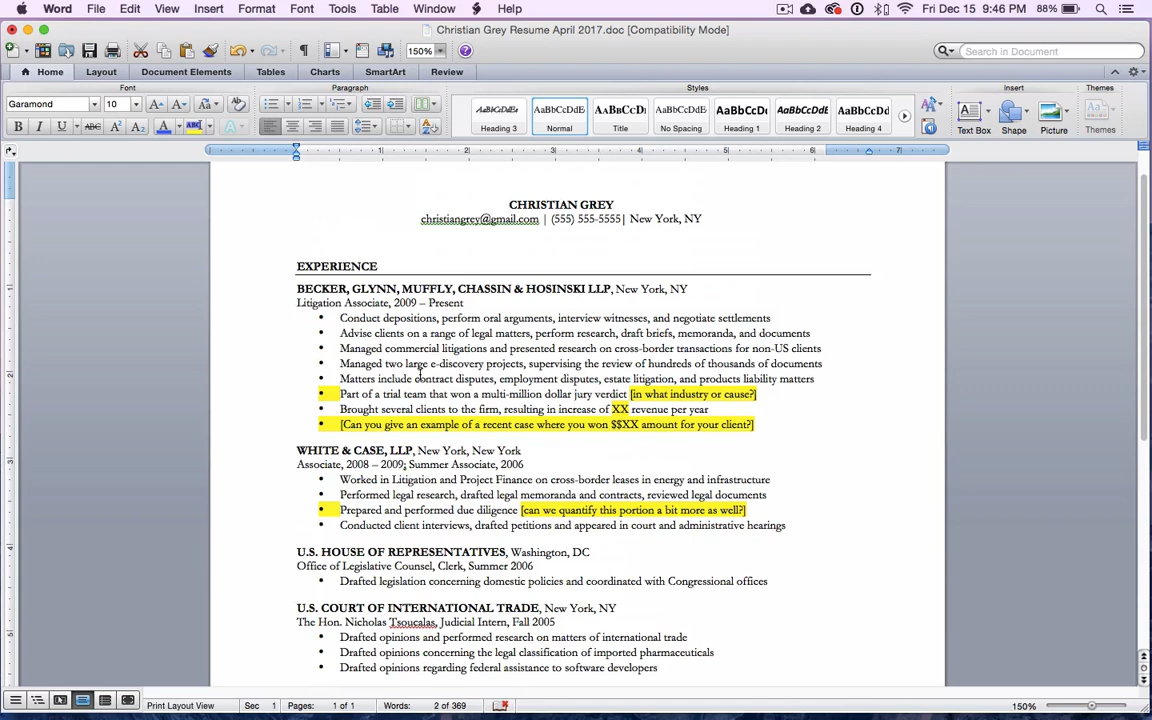 Word File Edit View Insert Format Font Tools Table Window Help Fri Dec 15 9:46 PM 88%
Christian Grey Resume April 2017.doc [Compatibility Mode]
150% Search in Document
Home Layout Document Elements Tables Charts SmartArt Review
Font Paragraph Styles Insert Themes
Garamond 10
AaBbCcDdEe AaBbCcDdE AaBbCcD AaBbCcDdE AaBbCcD AaBbCcDdE AaBbCcDd
Heading 3 Normal Title No Spacing Heading 1 Heading 2 Heading 4 Text Box Shape Picture Themes
CHRISTIAN GREY
christiangrey@gmail.com | (555) 555-5555| New York, NY
EXPERIENCE
BECKER, GLYNN, MUFFLY, CHASSIN & HOSINSKI LLP, New York, NY
Litigation Associate, 2009 – Present
• Conduct depositions, perform oral arguments, interview witnesses, and negotiate settlements
• Advise clients on a range of legal matters, perform research, draft briefs, memoranda, and documents
• Managed commercial litigations and presented research on cross-border transactions for non-US clients
• Managed two large e-discovery projects, supervising the review of hundreds of thousands of documents
• Matters include contract disputes, employment disputes, estate litigation, and products liability matters
• Part of a trial team that won a multi-million dollar jury verdict [in what industry or cause?]
• Brought several clients to the firm, resulting in increase of XX revenue per year
• [Can you give an example of a recent case where you won $$XX amount for your client?]
WHITE & CASE, LLP, New York, New York
Associate, 2008 – 2009; Summer Associate, 2006
• Worked in Litigation and Project Finance on cross-border leases in energy and infrastructure
• Performed legal research, drafted legal memoranda and contracts, reviewed legal documents
• Prepared and performed due diligence [can we quantify this portion a bit more as well?]
• Conducted client interviews, drafted petitions and appeared in court and administrative hearings
U.S. HOUSE OF REPRESENTATIVES, Washington, DC
Office of Legislative Counsel, Clerk, Summer 2006
• Drafted legislation concerning domestic policies and coordinated with Congressional offices
U.S. COURT OF INTERNATIONAL TRADE, New York, NY
The Hon. Nicholas Tsoucalas, Judicial Intern, Fall 2005
• Drafted opinions and performed research on matters of international trade
• Drafted opinions concerning the legal classification of imported pharmaceuticals
• Drafted opinions regarding federal assistance to software developers
Print Layout View Sec 1 Pages: 1 of 1 Words: 2 of 369 150%